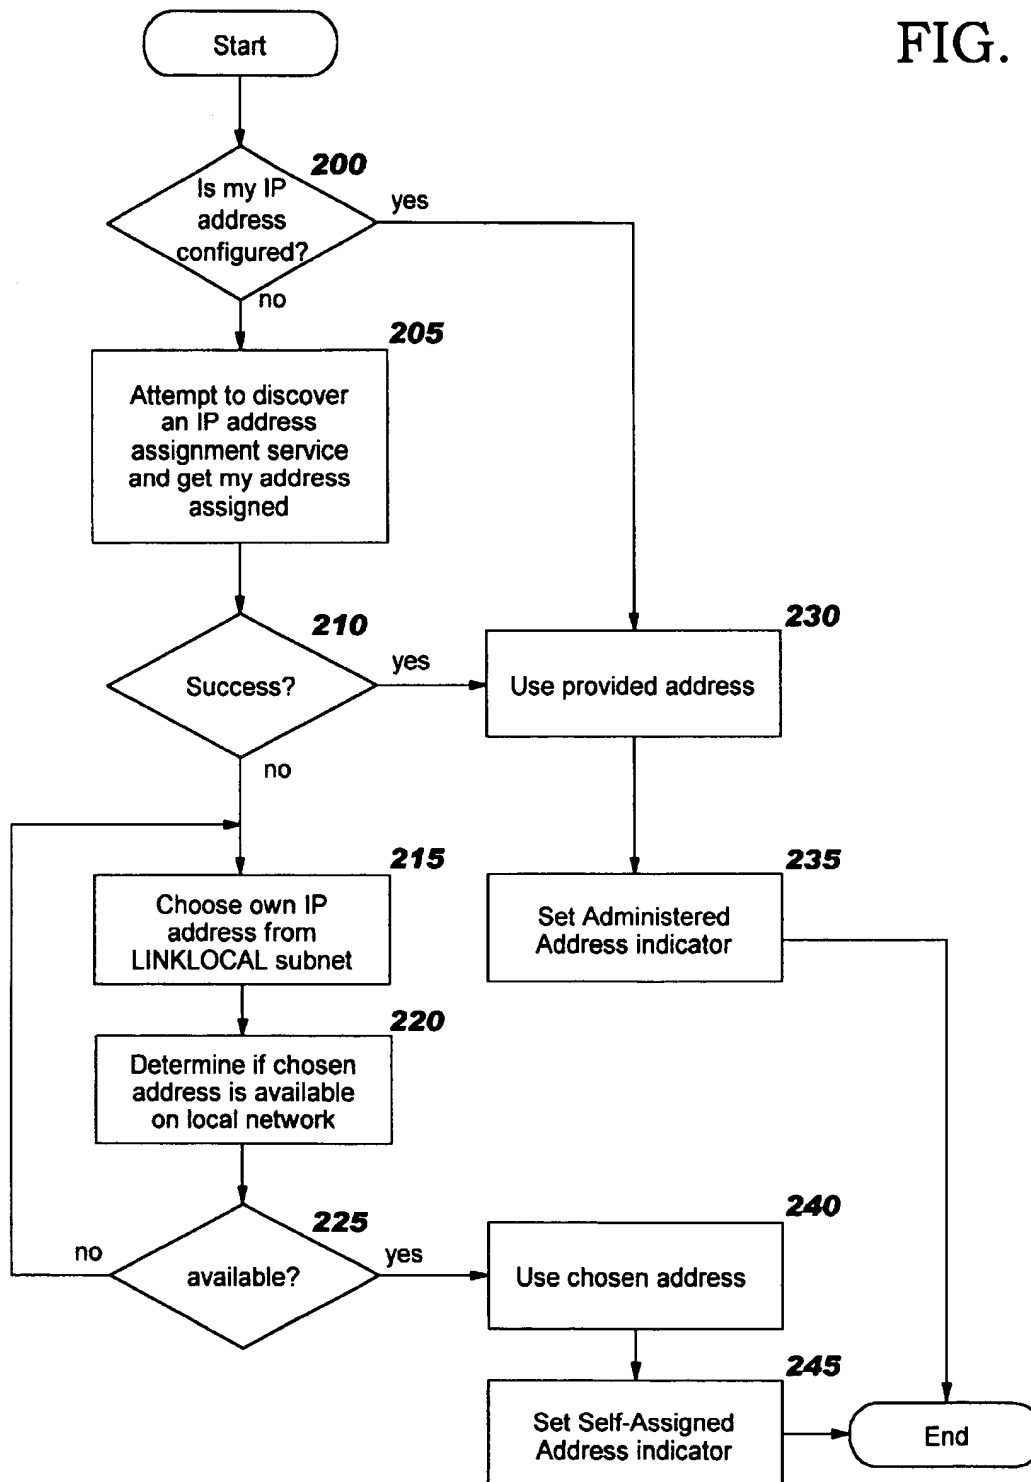 FIG.
Start
200
Is my IP
address
configured?
yes
no
205
Attempt to discover
an IP address
assignment service
and get my address
assigned
210
Success?
yes
no
230
Use provided address
215
Choose own IP
address from
LINKLOCAL subnet
235
Set Administered
Address indicator
220
Determine if chosen
address is available
on local network
225
available?
no
yes
240
Use chosen address
245
Set Self-Assigned
Address indicator
End